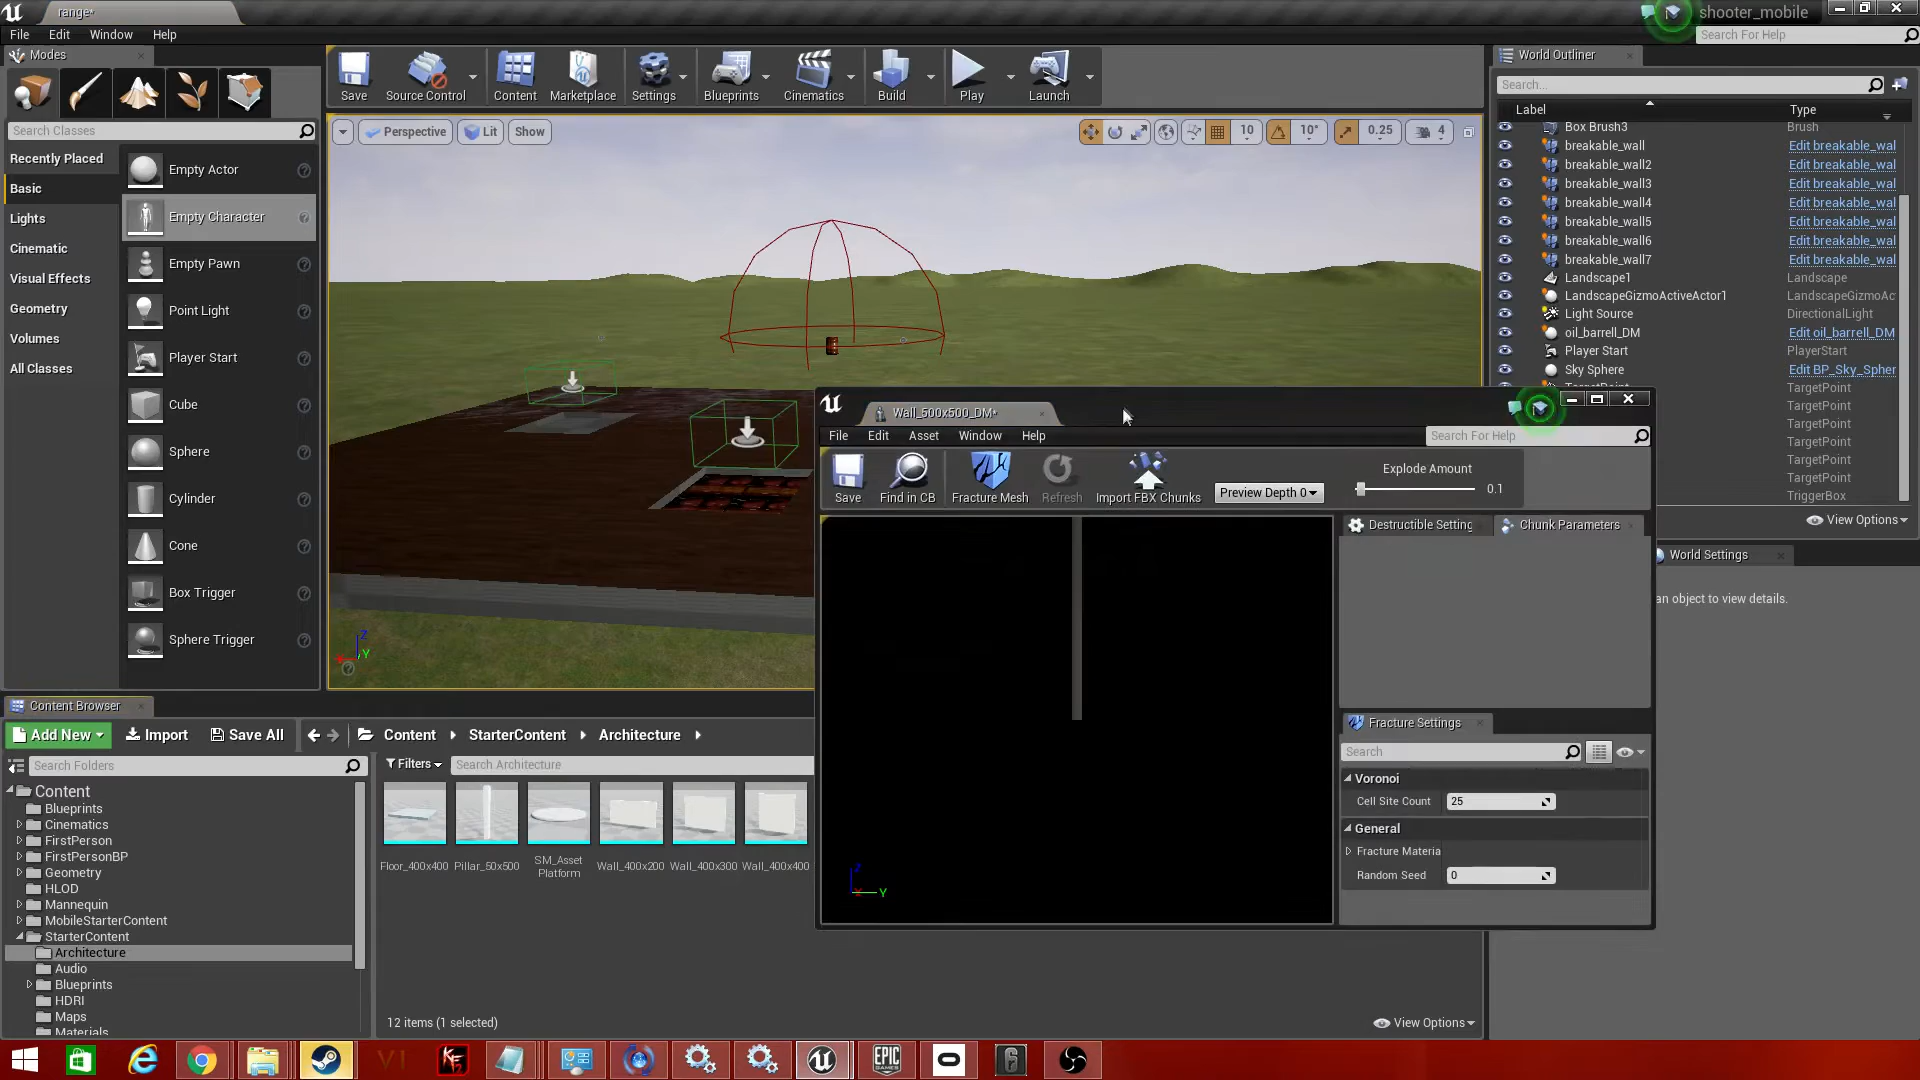 range*
shooter_mobile
File Edit Window Help
Search For Help
Modes
Search Classes
Recently Placed
Basic
Lights
Cinematic
Visual Effects
Geometry
Volumes
All Classes
Empty Actor
Empty Character
Empty Pawn
Point Light
Player Start
Cube
Sphere
Cylinder
Cone
Box Trigger
Sphere Trigger
Save Source Control Content Marketplace Settings Blueprints Cinematics Build Play Launch
Perspective Lit Show
10 10° 0.25 4
Z
Y
World Outliner
Search...
Label Type
Box Brush3 Brush
breakable_wall Edit breakable_wal
breakable_wall2 Edit breakable_wal
breakable_wall3 Edit breakable_wal
breakable_wall4 Edit breakable_wal
breakable_wall5 Edit breakable_wal
breakable_wall6 Edit breakable_wal
breakable_wall7 Edit breakable_wal
Landscape1 Landscape
LandscapeGizmoActiveActor1 LandscapeGizmoAc
Light Source DirectionalLight
oil_barrell_DM Edit oil_barrell_DM
Player Start PlayerStart
Sky Sphere Edit BP_Sky_Spher
TargetPoint
TargetPoint
TargetPoint
TargetPoint
TargetPoint
TargetPoint
TriggerBox
View Options
World Settings
an object to view details.
Wall_500x500_DM*
File Edit Asset Window Help
Search For Help
Save Find in CB Fracture Mesh Refresh Import FBX Chunks
Preview Depth 0
Explode Amount
0.1
Destructible Setting Chunk Parameters
Fracture Settings
Search
Voronoi
Cell Site Count 25
General
Fracture Materia
Random Seed 0
Z
Y
Content Browser
Add New Import Save All
Content StarterContent Architecture
Search Folders
Filters Search Architecture
Content
Blueprints
Cinematics
FirstPerson
FirstPersonBP
Geometry
HLOD
Mannequin
MobileStarterContent
StarterContent
Architecture
Audio
Blueprints
HDRI
Maps
Materials
Floor_400x400
Pillar_50x500
SM_Asset
Platform
Wall_400x200
Wall_400x300
Wall_400x400
12 items (1 selected)
View Options
EPIC
GAMES
6